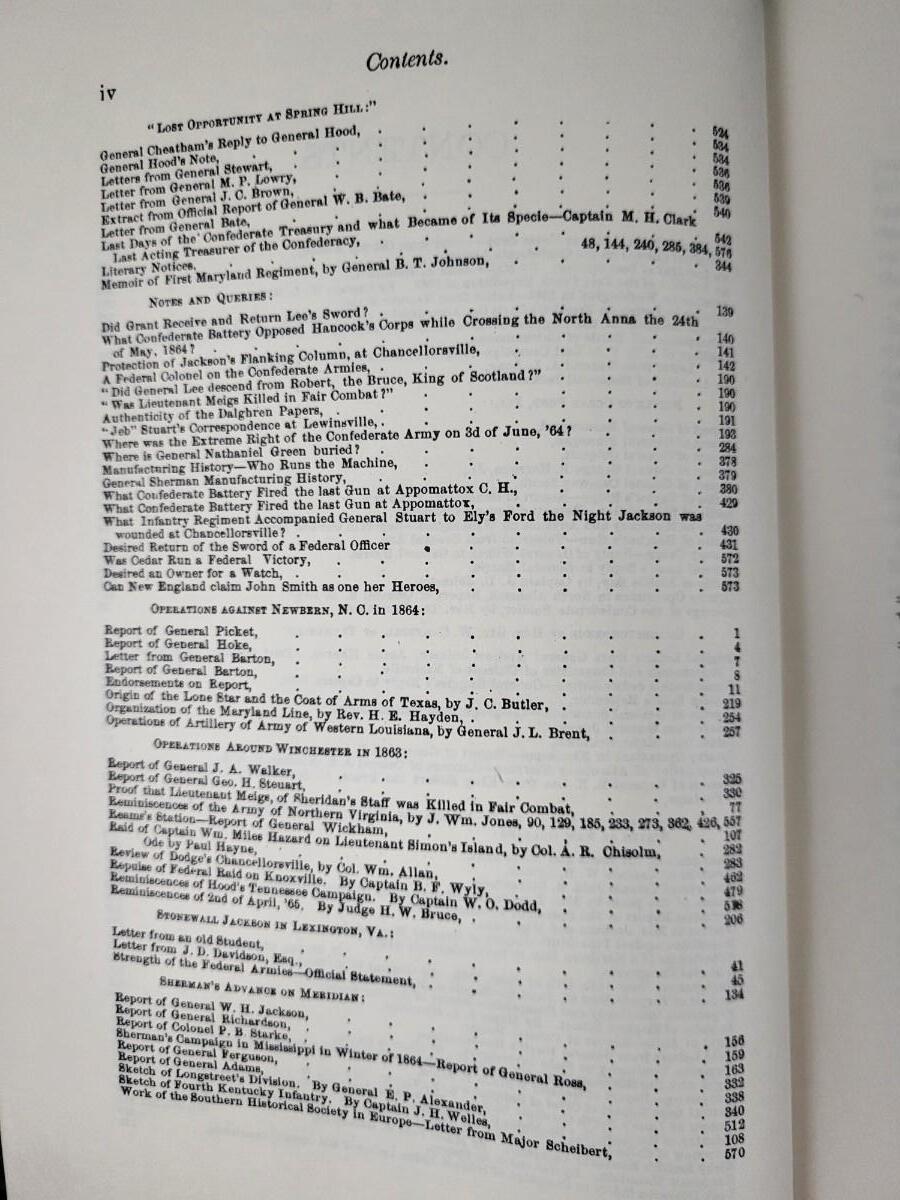 Contents.
iv
"Lost Opportunity at Spring Hill:"
General Cheatham's Reply to General Hood, 524
General Hood's Note, 534
Letters from General Stewart, 534
Letter from General M. P. Lowry, 536
Letter from General J. C. Brown, 536
Extract from Official Report of General W. B. Bate, 539
Letter from General Bate, 540
Last Days of the Confederate Treasury and what Became of Its Specie—Captain M. H. Clark
Last Acting Treasurer of the Confederacy, 542
Literary Notices, 48, 144, 240, 285, 384, 576
Memoir of First Maryland Regiment, by General B. T. Johnson, 344
Notes and Queries:
Did Grant Receive and Return Lee's Sword? 139
What Confederate Battery Opposed Hancock's Corps while Crossing the North Anna the 24th
of May, 1864? 140
Protection of Jackson's Flanking Column, at Chancellorsville, 141
A Federal Colonel on the Confederate Armies, 142
"Did General Lee descend from Robert, the Bruce, King of Scotland?" 190
"Was Lieutenant Meigs Killed in Fair Combat?" 190
Authenticity of the Dalghren Papers, 190
"Jeb" Stuart's Correspondence at Lewinsville, 191
Where was the Extreme Right of the Confederate Army on 3d of June, '64? 193
Where is General Nathaniel Green buried? 284
Manufacturing History—Who Runs the Machine, 378
General Sherman Manufacturing History, 379
What Confederate Battery Fired the last Gun at Appomattox C. H., 380
What Confederate Battery Fired the last Gun at Appomattox, 429
What Infantry Regiment Accompanied General Stuart to Ely's Ford the Night Jackson was
wounded at Chancellorsville? 430
Desired Return of the Sword of a Federal Officer 431
Was Cedar Run a Federal Victory, 572
Desired an Owner for a Watch, 573
Can New England claim John Smith as one her Heroes, 573
Operations against Newbern, N. C. in 1864:
Report of General Picket, 1
Report of General Hoke, 4
Letter from General Barton, 7
Report of General Barton, 8
Endorsements on Report, 11
Origin of the Lone Star and the Coat of Arms of Texas, by J. C. Butler, 219
Organization of the Maryland Line, by Rev. H. E. Hayden, 254
Operations of Artillery of Army of Western Louisiana, by General J. L. Brent, 257
Operations Around Winchester in 1863:
Report of General J. A. Walker, 325
Report of General Geo. H. Steuart, 330
Proof that Lieutenant Meigs, of Sheridan's Staff was Killed in Fair Combat, 77
Reminiscences of the Army of Northern Virginia, by J. Wm. Jones, 90, 129, 185, 233, 273, 362, 426, 557
Reams's Station—Report of General Wickham, 107
Raid of Captain Wm. Miles Hazard on Lieutenant Simon's Island, by Col. A. R. Chisolm, 282
Ode by Paul Hayne, 283
Review of Dodge's Chancellorsville, by Col. Wm. Allan, 462
Repulse of Federal Raid on Knoxville. By Captain B. F. Wyly, 479
Reminiscences of Hood's Tennessee Campaign. By Captain W. O. Dodd, 518
Reminiscences of 2nd of April, '65. By Judge H. W. Bruce, 206
Stonewall Jackson in Lexington, Va.:
Letter from an old Student, 41
Letter from J. D. Davidson, Esq., 45
Strength of the Federal Armies—Official Statement, 134
Sherman's Advance on Meridian:
Report of General W. H. Jackson, 156
Report of General Richardson, 159
Report of Colonel P. B. Starke, 163
Sherman's Campaign in Mississippi in Winter of 1864—Report of General Ross, 332
Report of General Ferguson, 338
Report of General Adams, 340
Sketch of Longstreet's Division. By General E. P. Alexander, 512
Sketch of Fourth Kentucky Infantry. By Captain J. H. Welles, 108
Work of the Southern Historical Society in Europe—Letter from Major Scheibert, 570